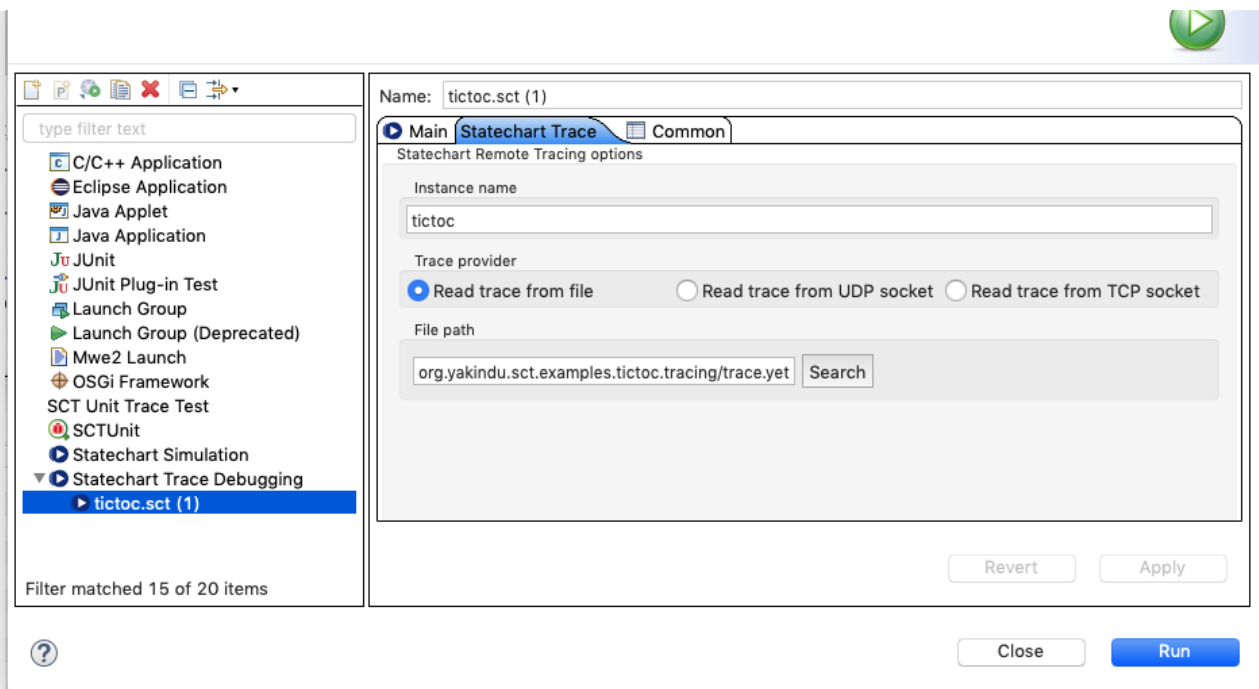 Name: tictoc.sct (1)
type filter text
Main
Statechart Trace
Common
Statechart Remote Tracing options
C/C++ Application
Eclipse Application
Java Applet
Java Application
JUnit
JUnit Plug-in Test
Launch Group
Launch Group (Deprecated)
Mwe2 Launch
OSGi Framework
SCT Unit Trace Test
SCTUnit
Statechart Simulation
Statechart Trace Debugging
tictoc.sct (1)
Filter matched 15 of 20 items
Instance name
tictoc
Trace provider
Read trace from file
Read trace from UDP socket
Read trace from TCP socket
File path
org.yakindu.sct.examples.tictoc.tracing/trace.yet
Search
Revert
Apply
Close
Run